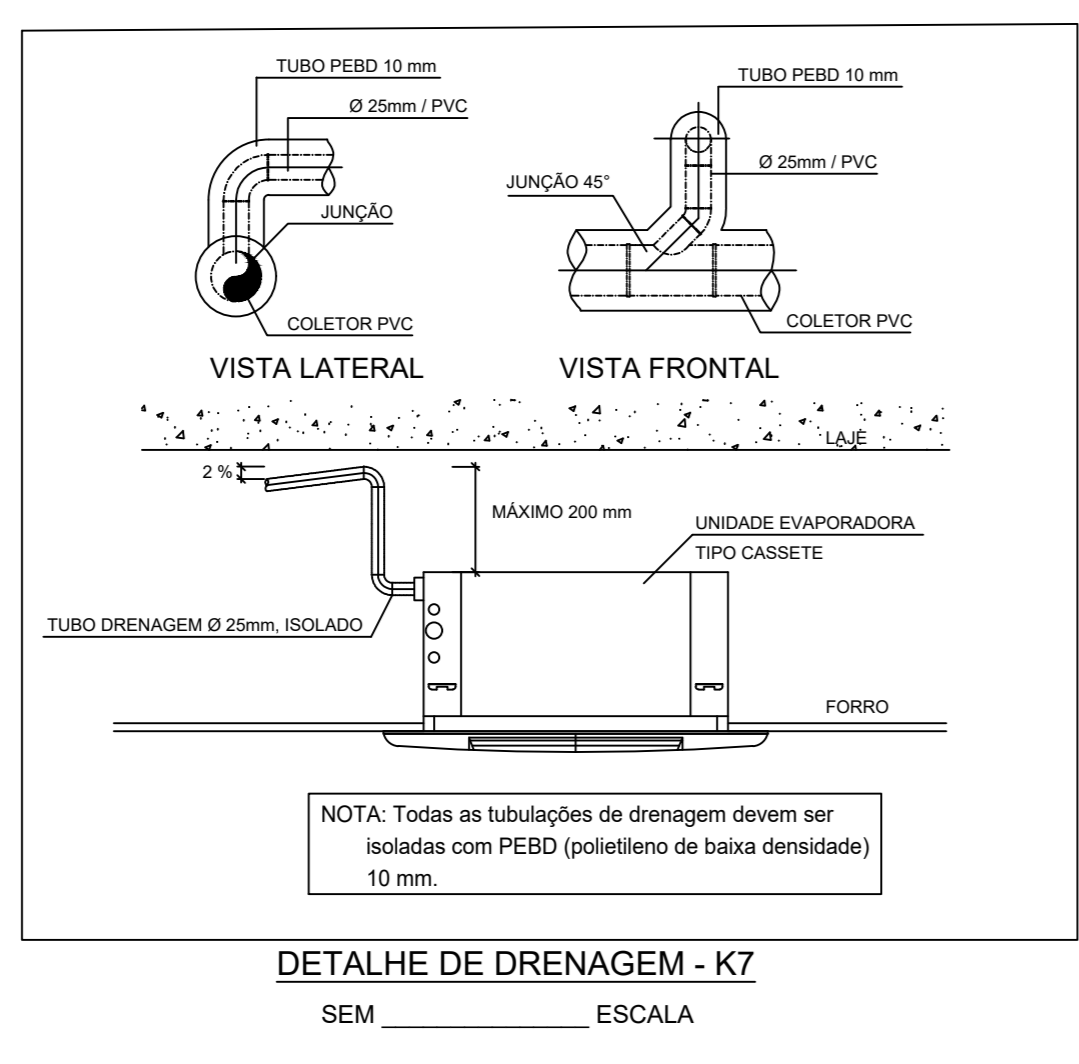 TUBO PEBD 10 mm
Ø 25mm / PVC
JUNÇÃO
COLETOR PVC
VISTA LATERAL
TUBO PEBD 10 mm
Ø 25mm / PVC
JUNÇÃO 45°
COLETOR PVC
VISTA FRONTAL
LAJE
2 %
MÁXIMO 200 mm
UNIDADE EVAPORADORA
TIPO CASSETE
TUBO DRENAGEM Ø 25mm, ISOLADO
FORRO
NOTA: Todas as tubulações de drenagem devem ser
isoladas com PEBD (polietileno de baixa densidade)
10 mm.
DETALHE DE DRENAGEM - K7
SEM _______________ ESCALA